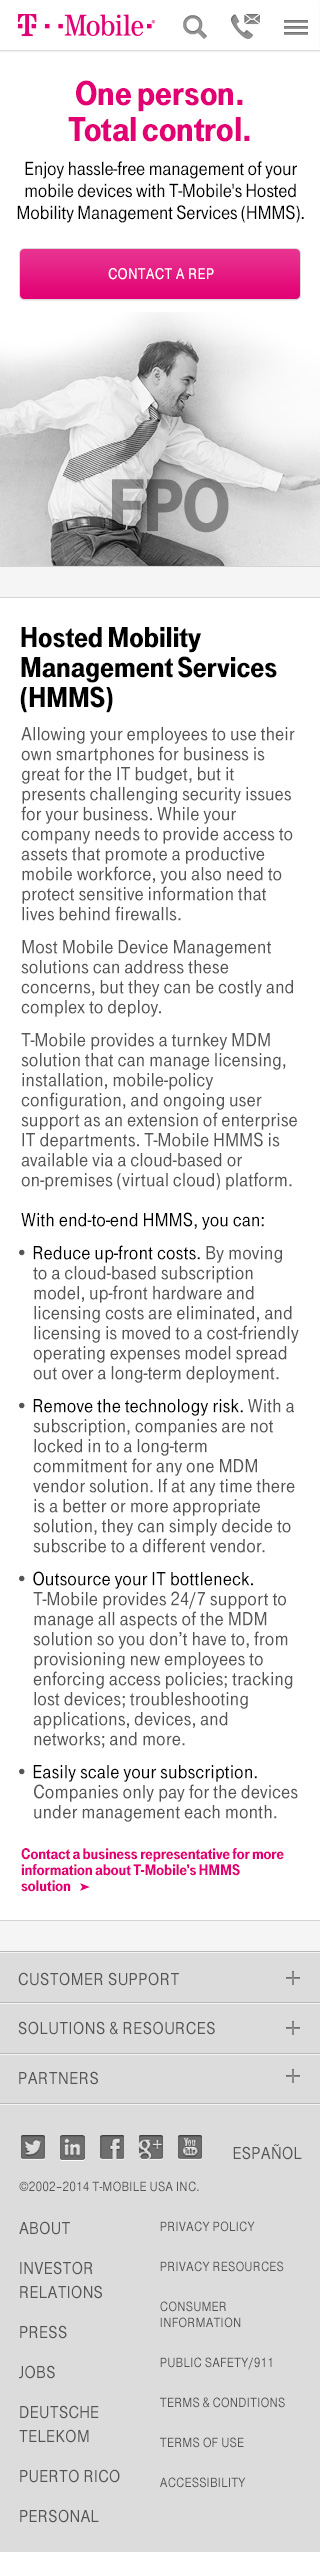 T··Mobile·
One person.
Total control.
Enjoy hassle-free management of your
mobile devices with T-Mobile's Hosted
Mobility Management Services (HMMS).
CONTACT A REP
FPO
Hosted Mobility
Management Services
(HMMS)
Allowing your employees to use their
own smartphones for business is
great for the IT budget, but it
presents challenging security issues
for your business. While your
company needs to provide access to
assets that promote a productive
mobile workforce, you also need to
protect sensitive information that
lives behind firewalls.
Most Mobile Device Management
solutions can address these
concerns, but they can be costly and
complex to deploy.
T-Mobile provides a turnkey MDM
solution that can manage licensing,
installation, mobile-policy
configuration, and ongoing user
support as an extension of enterprise
IT departments. T-Mobile HMMS is
available via a cloud-based or
on-premises (virtual cloud) platform.
With end-to-end HMMS, you can:
• Reduce up-front costs. By moving
to a cloud-based subscription
model, up-front hardware and
licensing costs are eliminated, and
licensing is moved to a cost-friendly
operating expenses model spread
out over a long-term deployment.
• Remove the technology risk. With a
subscription, companies are not
locked in to a long-term
commitment for any one MDM
vendor solution. If at any time there
is a better or more appropriate
solution, they can simply decide to
subscribe to a different vendor.
• Outsource your IT bottleneck.
T-Mobile provides 24/7 support to
manage all aspects of the MDM
solution so you don’t have to, from
provisioning new employees to
enforcing access policies; tracking
lost devices; troubleshooting
applications, devices, and
networks; and more.
• Easily scale your subscription.
Companies only pay for the devices
under management each month.
Contact a business representative for more
information about T-Mobile's HMMS
solution ➤
CUSTOMER SUPPORT
SOLUTIONS & RESOURCES
PARTNERS
ESPAÑOL
©2002–2014 T-MOBILE USA INC.
ABOUT
INVESTOR
RELATIONS
PRESS
JOBS
DEUTSCHE
TELEKOM
PUERTO RICO
PERSONAL
PRIVACY POLICY
PRIVACY RESOURCES
CONSUMER
INFORMATION
PUBLIC SAFETY/911
TERMS & CONDITIONS
TERMS OF USE
ACCESSIBILITY